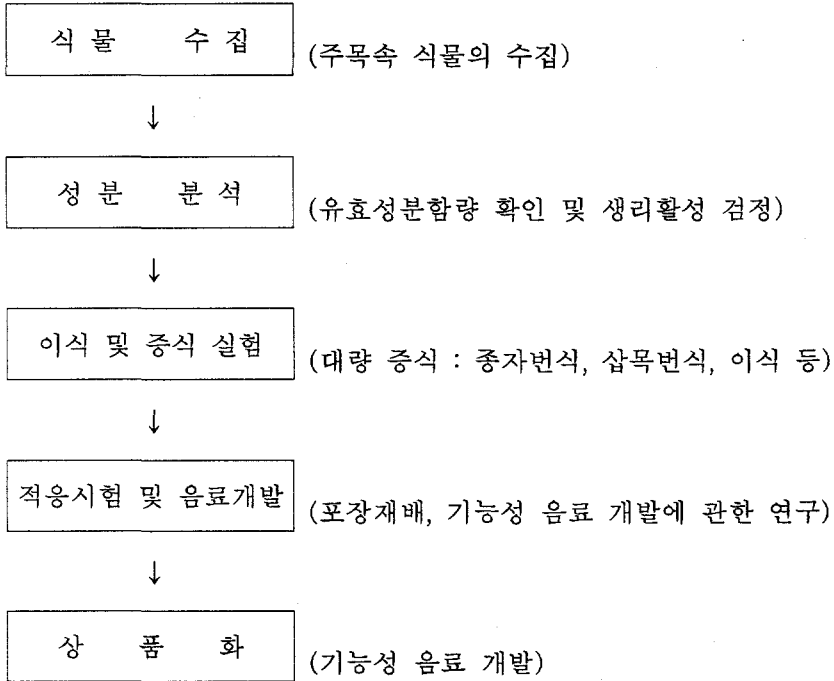 식 물 수 집 (주목속 식물의 수집)
↓
성 분 분 석 (유효성분함량 확인 및 생리활성 검정)
↓
이식 및 증식 실험 (대량 증식 : 종자번식, 삽목번식, 이식 등)
↓
적응시험 및 음료개발 (포장재배, 기능성 음료 개발에 관한 연구)
↓
상 품 화 (기능성 음료 개발)